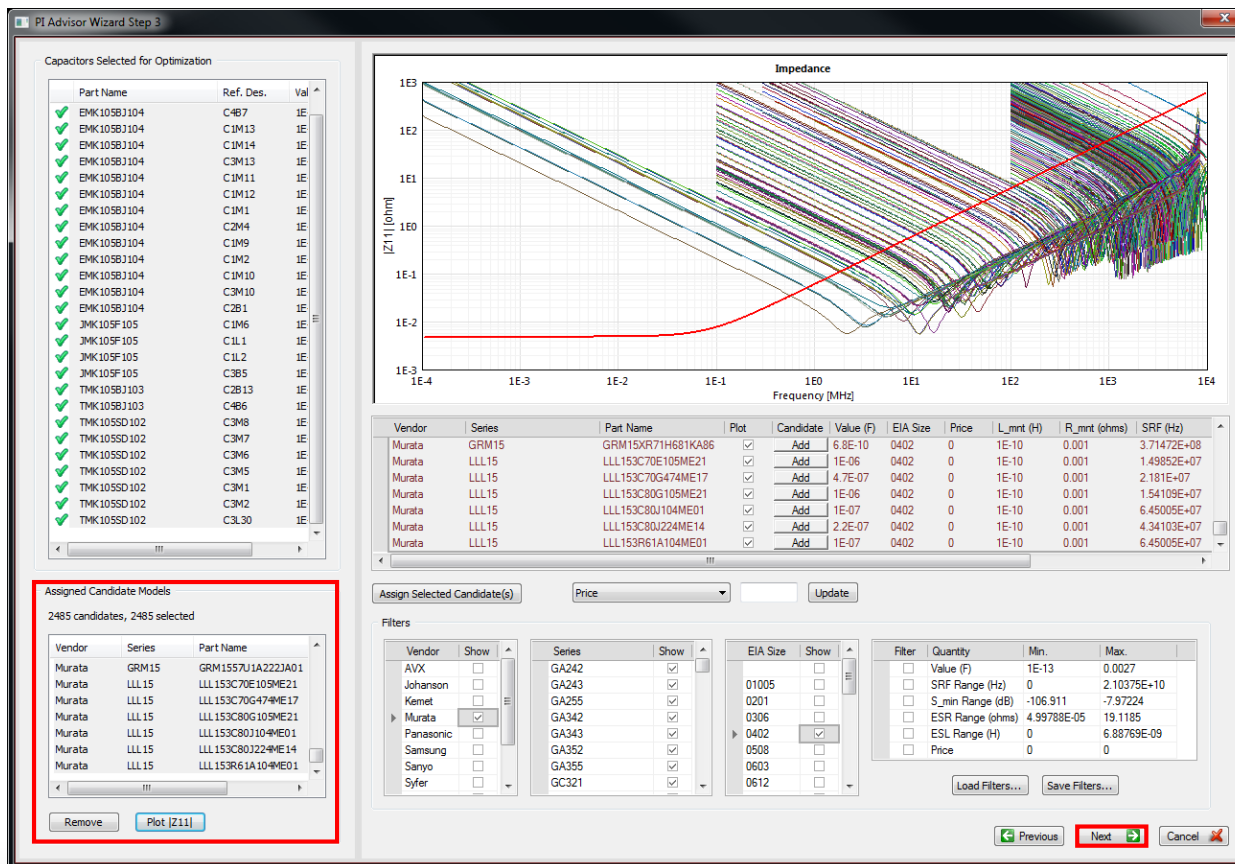 PI Advisor Wizard Step 3
Capacitors Selected for Optimization
Part Name Ref. Des. Val
EMK105BJ104 C4B7 1E
EMK105BJ104 C1M13 1E
EMK105BJ104 C1M14 1E
EMK105BJ104 C3M13 1E
EMK105BJ104 C1M11 1E
EMK105BJ104 C1M12 1E
EMK105BJ104 C1M1 1E
EMK105BJ104 C2M4 1E
EMK105BJ104 C1M9 1E
EMK105BJ104 C1M2 1E
EMK105BJ104 C1M10 1E
EMK105BJ104 C3M10 1E
EMK105BJ104 C2B1 1E
JMK105F105 C1M6 1E
JMK105F105 C1L1 1E
JMK105F105 C1L2 1E
JMK105F105 C3B5 1E
TMK105BJ103 C2B13 1E
TMK105BJ103 C4B6 1E
TMK105SD102 C3M8 1E
TMK105SD102 C3M7 1E
TMK105SD102 C3M6 1E
TMK105SD102 C3M5 1E
TMK105SD102 C3M1 1E
TMK105SD102 C3M2 1E
TMK105SD102 C3L30 1E
Assigned Candidate Models
2485 candidates, 2485 selected
Vendor Series Part Name
Murata GRM15 GRM1557U1A222JA01
Murata LLL15 LLL153C70E105ME21
Murata LLL15 LLL153C70G474ME17
Murata LLL15 LLL153C80G105ME21
Murata LLL15 LLL153C80J104ME01
Murata LLL15 LLL153C80J224ME14
Murata LLL15 LLL153R61A104ME01
Remove Plot |Z11|
Impedance
|Z11| [ohm]
1E3
1E2
1E1
1E0
1E-1
1E-2
1E-3
1E-4 1E-3 1E-2 1E-1 1E0 1E1 1E2 1E3 1E4
Frequency [MHz]
Vendor Series Part Name Plot Candidate Value (F) EIA Size Price L_mnt (H) R_mnt (ohms) SRF (Hz)
Murata GRM15 GRM15XR71H681KA86 Add 6.8E-10 0402 0 1E-10 0.001 3.71472E+08
Murata LLL15 LLL153C70E105ME21 Add 1E-06 0402 0 1E-10 0.001 1.49852E+07
Murata LLL15 LLL153C70G474ME17 Add 4.7E-07 0402 0 1E-10 0.001 2.181E+07
Murata LLL15 LLL153C80G105ME21 Add 1E-06 0402 0 1E-10 0.001 1.54109E+07
Murata LLL15 LLL153C80J104ME01 Add 1E-07 0402 0 1E-10 0.001 6.45005E+07
Murata LLL15 LLL153C80J224ME14 Add 2.2E-07 0402 0 1E-10 0.001 4.34103E+07
Murata LLL15 LLL153R61A104ME01 Add 1E-07 0402 0 1E-10 0.001 6.45005E+07
Assign Selected Candidate(s) Price Update
Filters
Vendor Show
AVX
Johanson
Kemet
Murata
Panasonic
Samsung
Sanyo
Syfer
Series Show
GA242
GA243
GA255
GA342
GA343
GA352
GA355
GC321
EIA Size Show
01005
0201
0306
0402
0508
0603
0612
Filter Quantity Min. Max.
Value (F) 1E-13 0.0027
SRF Range (Hz) 0 2.10375E+10
S_min Range (dB) -106.911 -7.97224
ESR Range (ohms) 4.99788E-05 19.1185
ESL Range (H) 0 6.88769E-09
Price 0 0
Load Filters... Save Filters...
Previous Next Cancel